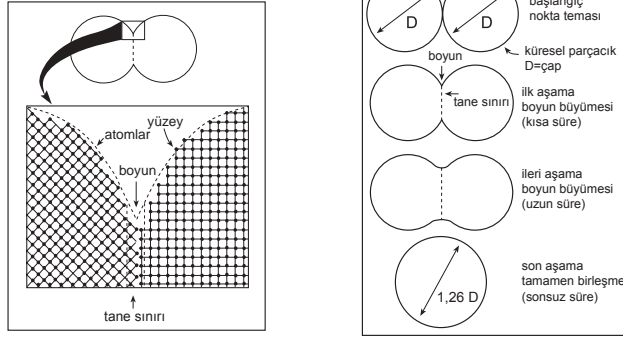 atomlar
yüzey
boyun
tane sınırı
başlangıç
nokta teması
D
D
küresel parçacık
D=çap
boyun
tane sınırı
ilk aşama
boyun büyümesi
(kısa süre)
ileri aşama
boyun büyümesi
(uzun süre)
son aşama
tamamen birleşme
(sonsuz süre)
1,26 D